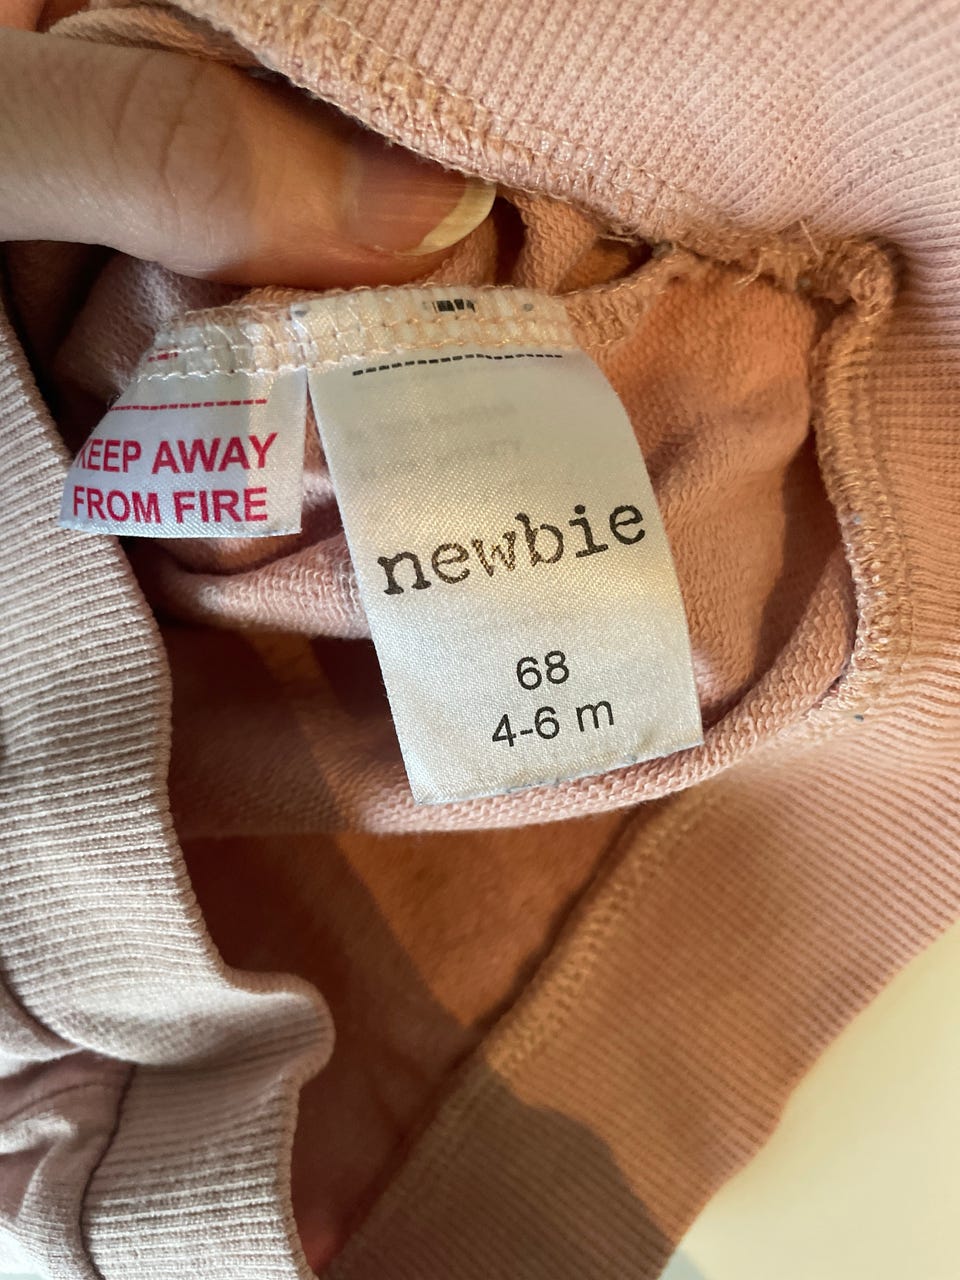 KEEP AWAY
FROM FIRE
newbie
68
4-6 m